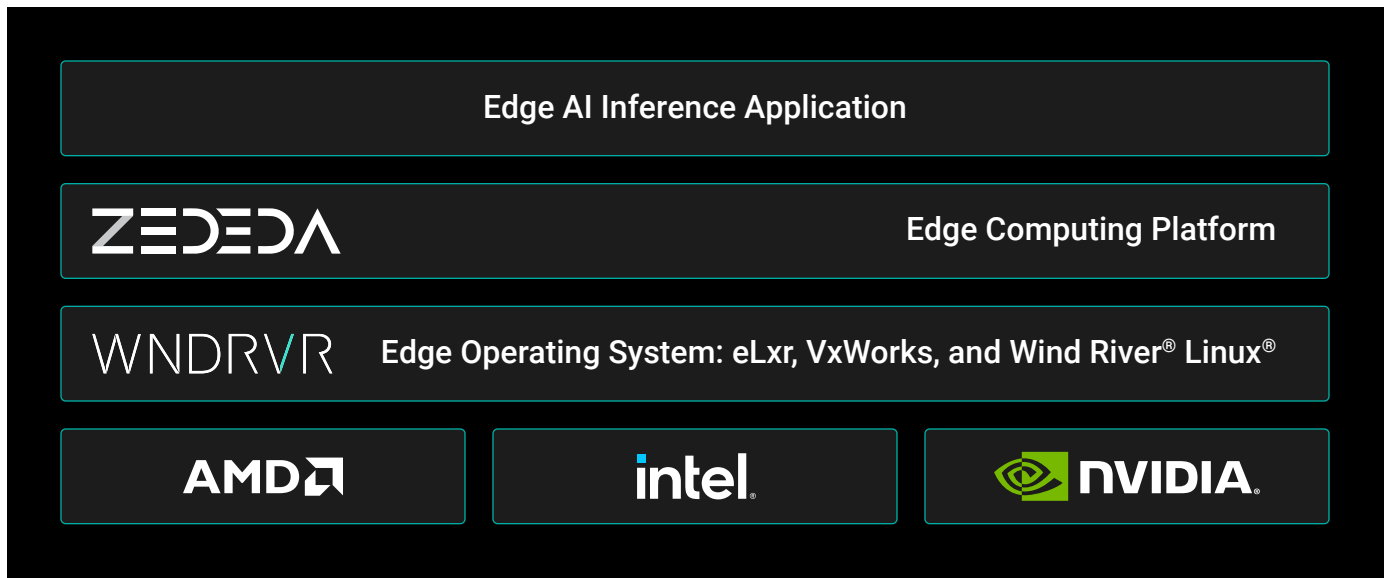 Edge AI Inference Application
ZEDEDA
Edge Computing Platform
WNDRVR
Edge Operating System: eLxr, VxWorks, and Wind River® Linux®
AMD
intel®
NVIDIA®